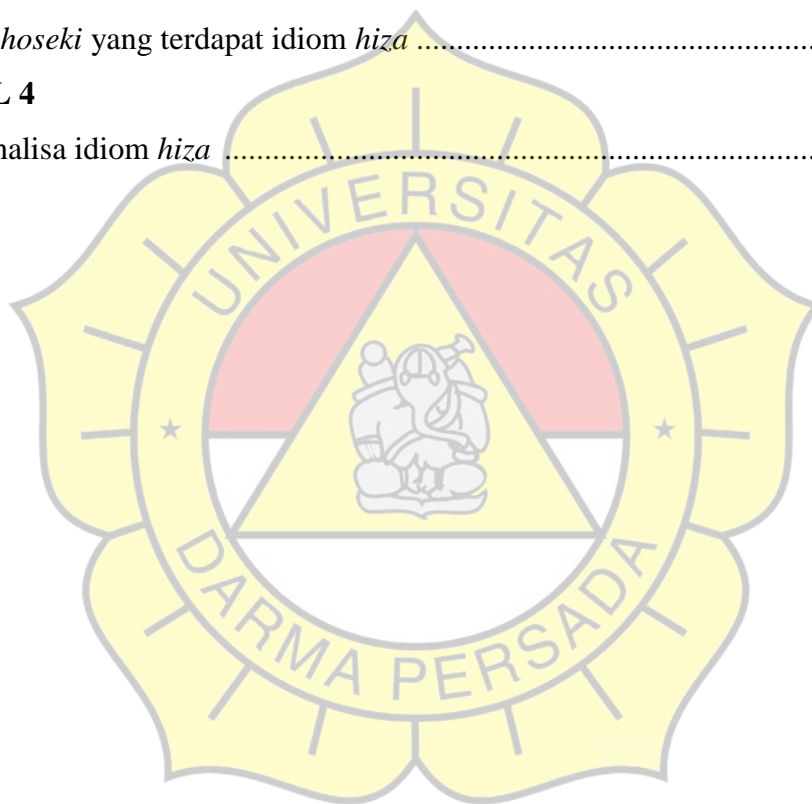 hoseki yang terdapat idiom hiza ........................................................................
L 4
nalisa idiom hiza .......................................................................................................
UNIVERSITAS
DARMA PERSADA